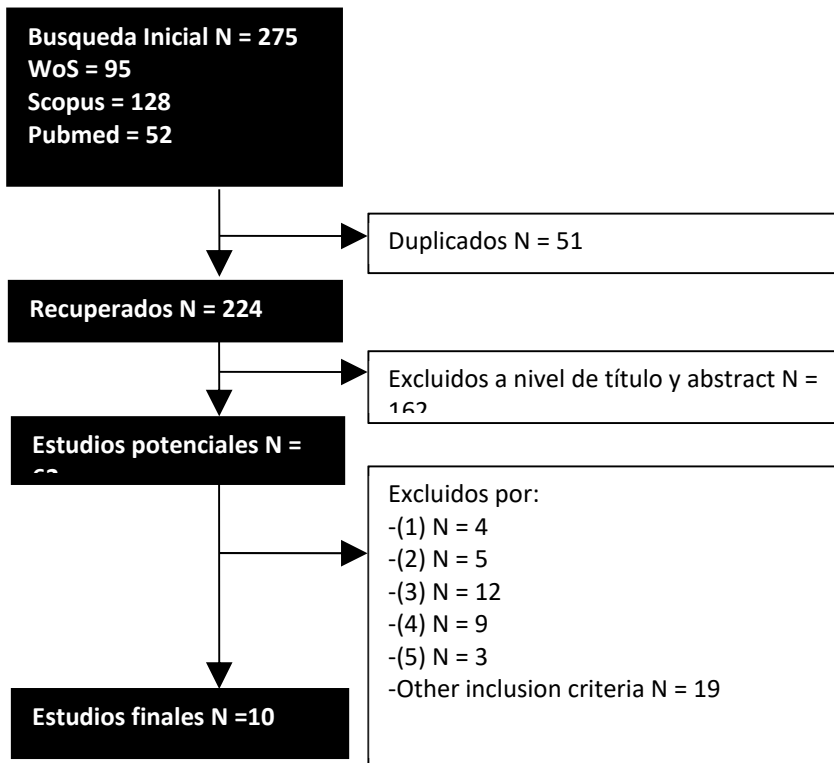 Busqueda Inicial N = 275
WoS = 95
Scopus = 128
Pubmed = 52
Duplicados N = 51
Recuperados N = 224
Excluidos a nivel de título y abstract N =
162
Estudios potenciales N =
62
Excluidos por:
-(1) N = 4
-(2) N = 5
-(3) N = 12
-(4) N = 9
-(5) N = 3
-Other inclusion criteria N = 19
Estudios finales N =10